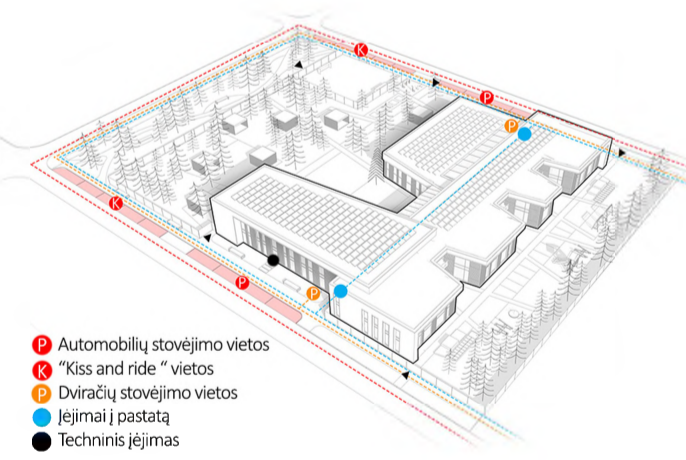 K
P
P
K
P
P
P Automobilių stovėjimo vietos
K “Kiss and ride “ vietos
P Dviračių stovėjimo vietos
Įėjimai į pastatą
Techninis įėjimas